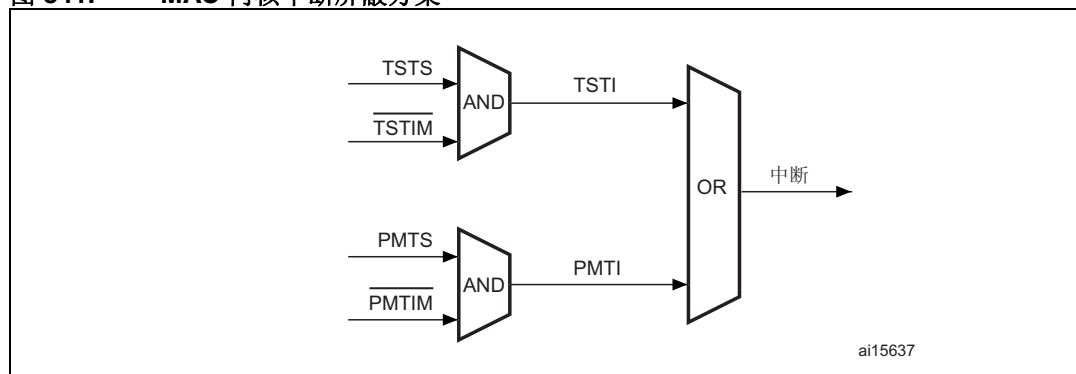 TSTS
TSTIM
AND
TSTI
PMTS
PMTIM
AND
PMTI
OR
中断
ai15637